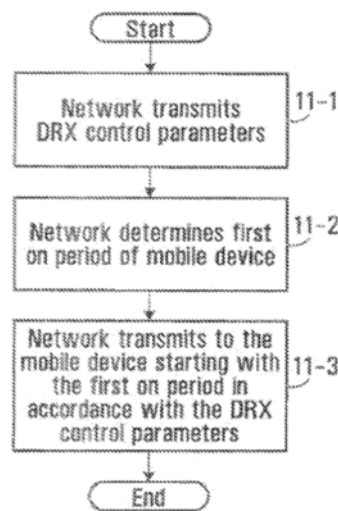 Start
Network transmits
DRX control parameters
11-1
Network determines first
on period of mobile device
11-2
Network transmits to the
mobile device starting with
the first on period in
accordance with the DRX
control parameters
11-3
End